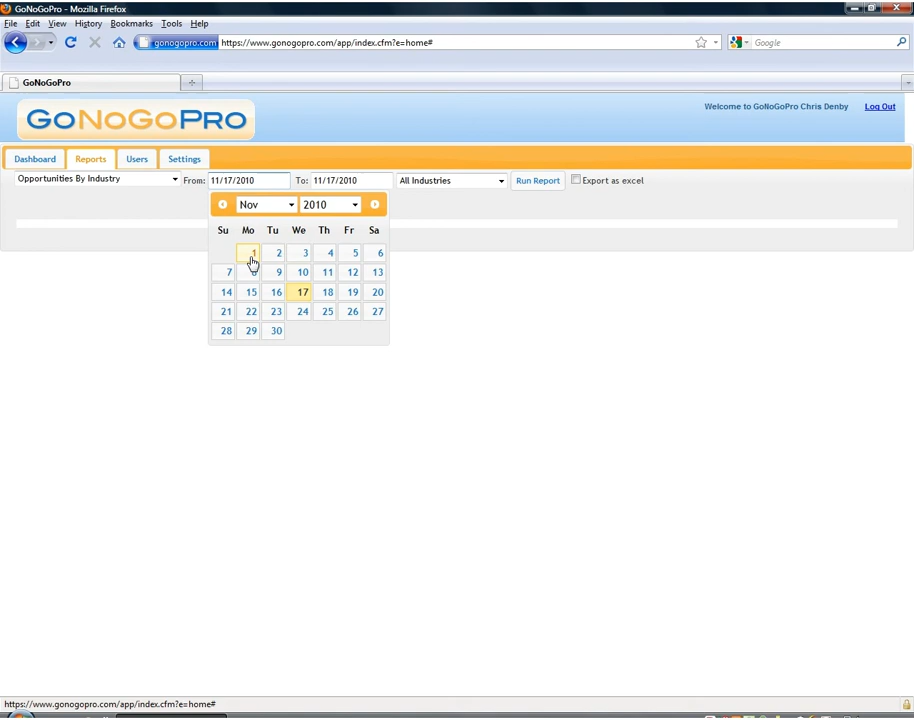 GoNoGoPro - Mozilla Firefox
File Edit View History Bookmarks Tools Help
gonogopro.com https://www.gonogopro.com/app/index.cfm?e=home# Google
GoNoGoPro
GoNoGoPro Welcome to GoNoGoPro Chris Denby Log Out
Dashboard Reports Users Settings
Opportunities By Industry From: 11/17/2010 To: 11/17/2010 All Industries Run Report Export as excel
Nov 2010
Su Mo Tu We Th Fr Sa
1 2 3 4 5 6
7 8 9 10 11 12 13
14 15 16 17 18 19 20
21 22 23 24 25 26 27
28 29 30
https://www.gonogopro.com/app/index.cfm?e=home#